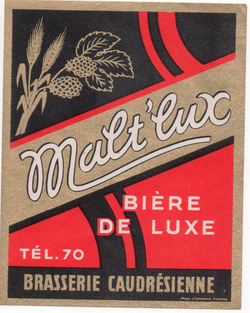 Malt'lux
BIÈRE
DE LUXE
TÉL.70
BRASSERIE CAUDRÉSIENNE